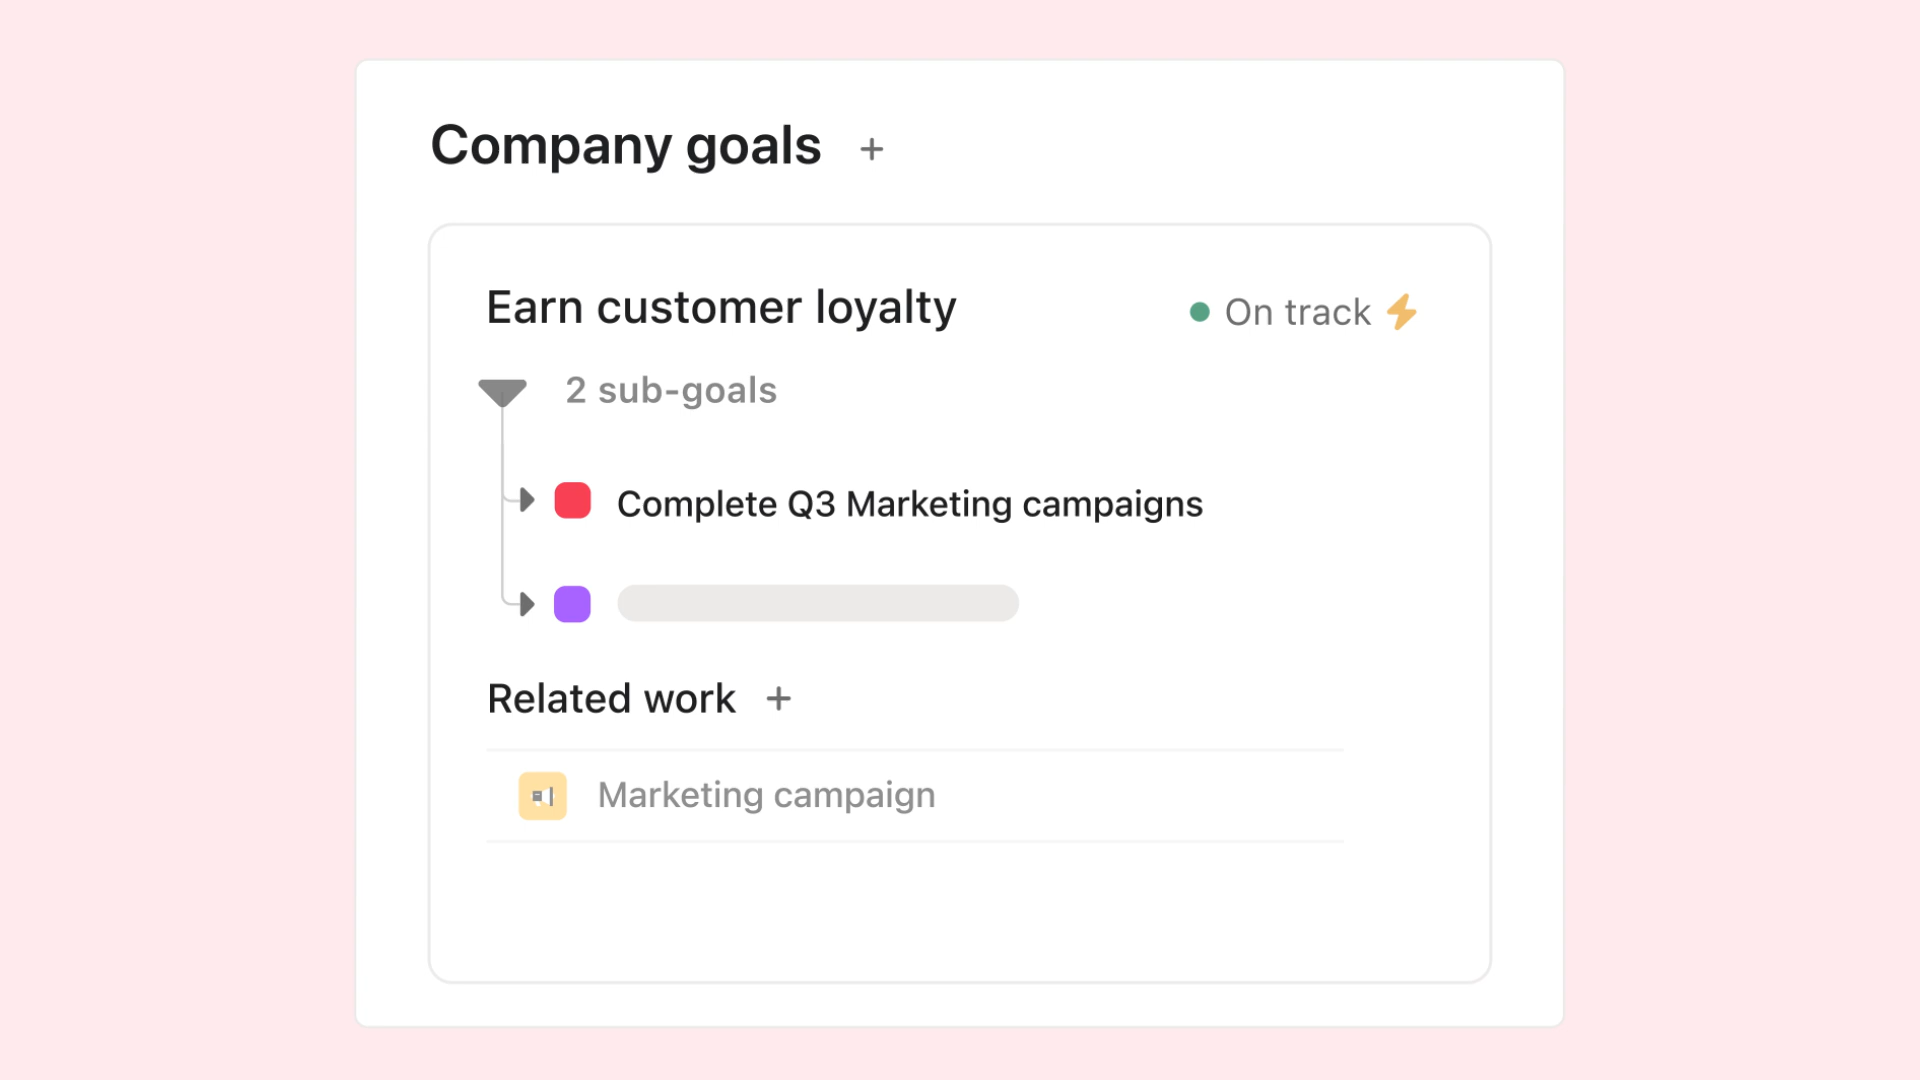 Company goals +
Earn customer loyalty
On track
2 sub-goals
Complete Q3 Marketing campaigns
Related work +
Marketing campaign